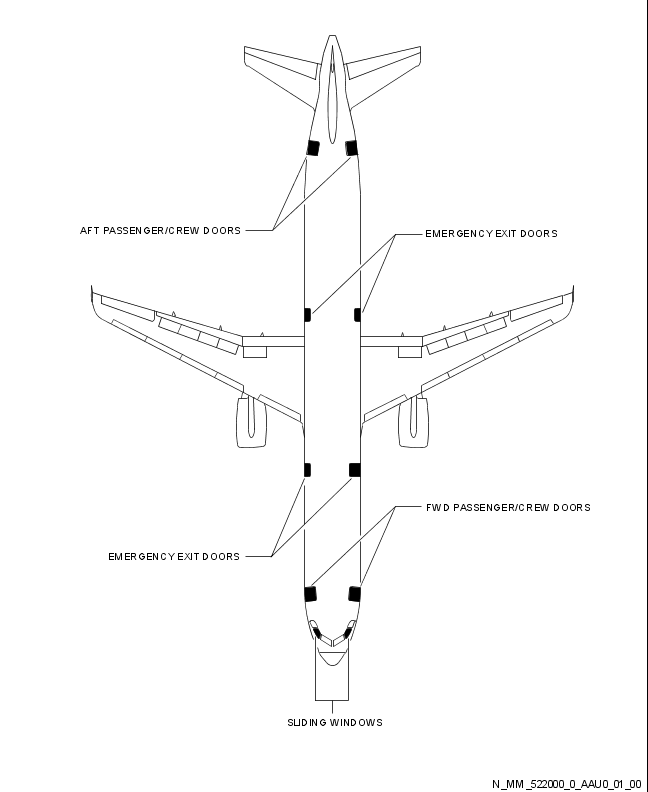 AFT PASSENGER/CREW DOORS
EMERGENCY EXIT DOORS
FWD PASSENGER/CREW DOORS
EMERGENCY EXIT DOORS
SLIDING WINDOWS
N_MM_522000_0_AAU0_01_00